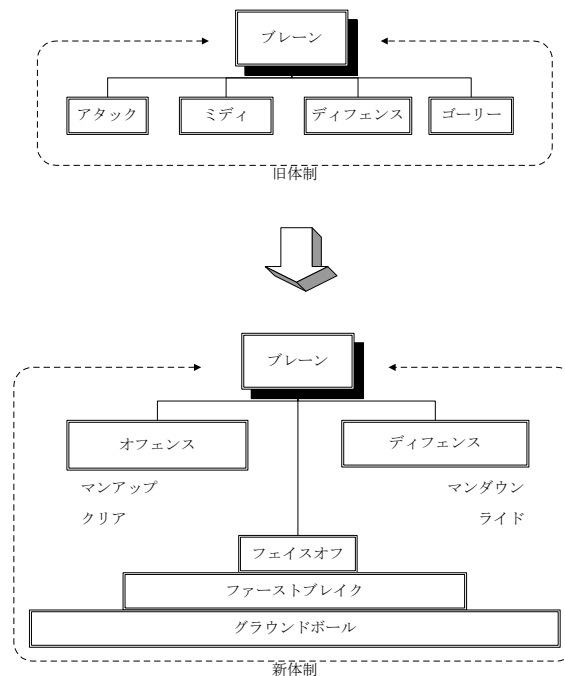 ブレーン
アタック
ミディ
ディフェンス
ゴーリー
旧体制
ブレーン
オフェンス
ディフェンス
マンアップ
マンダウン
クリア
ライド
フェイスオフ
ファーストブレイク
グラウンドボール
新体制